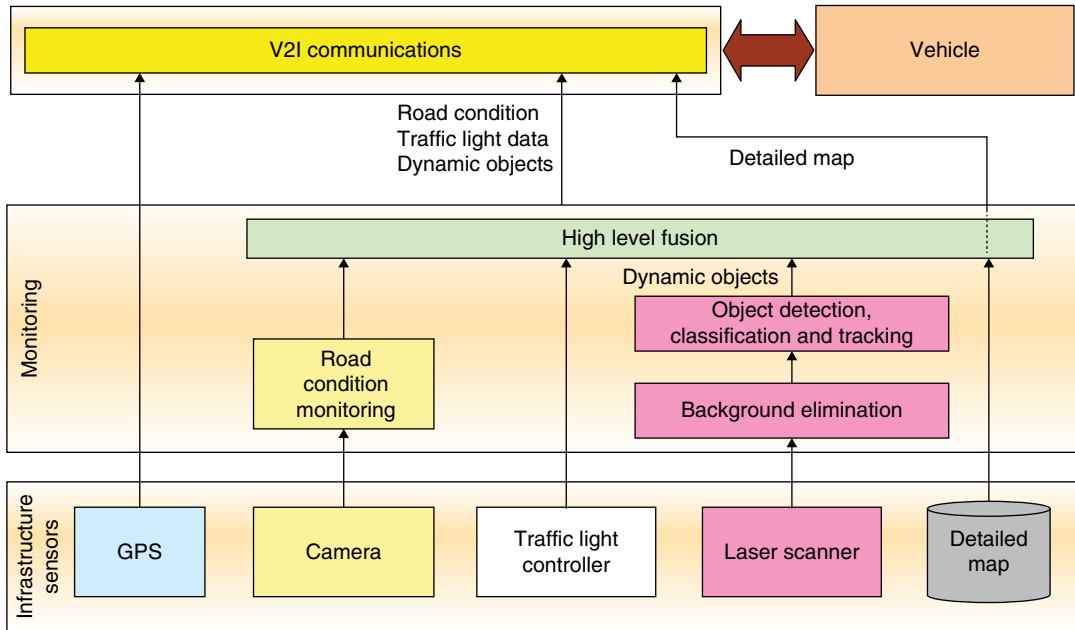 V2I communications
Vehicle
Road condition
Traffic light data
Dynamic objects
Detailed map
Monitoring
High level fusion
Dynamic objects
Object detection,
classification and tracking
Road
condition
monitoring
Background elimination
Infrastructure
sensors
GPS
Camera
Traffic light
controller
Laser scanner
Detailed
map